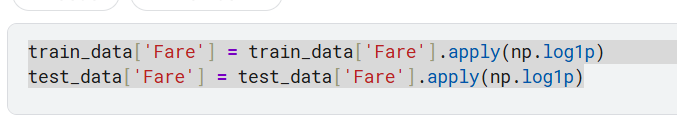 train_data['Fare'] = train_data['Fare'].apply(np.log1p)
test_data['Fare'] = test_data['Fare'].apply(np.log1p)